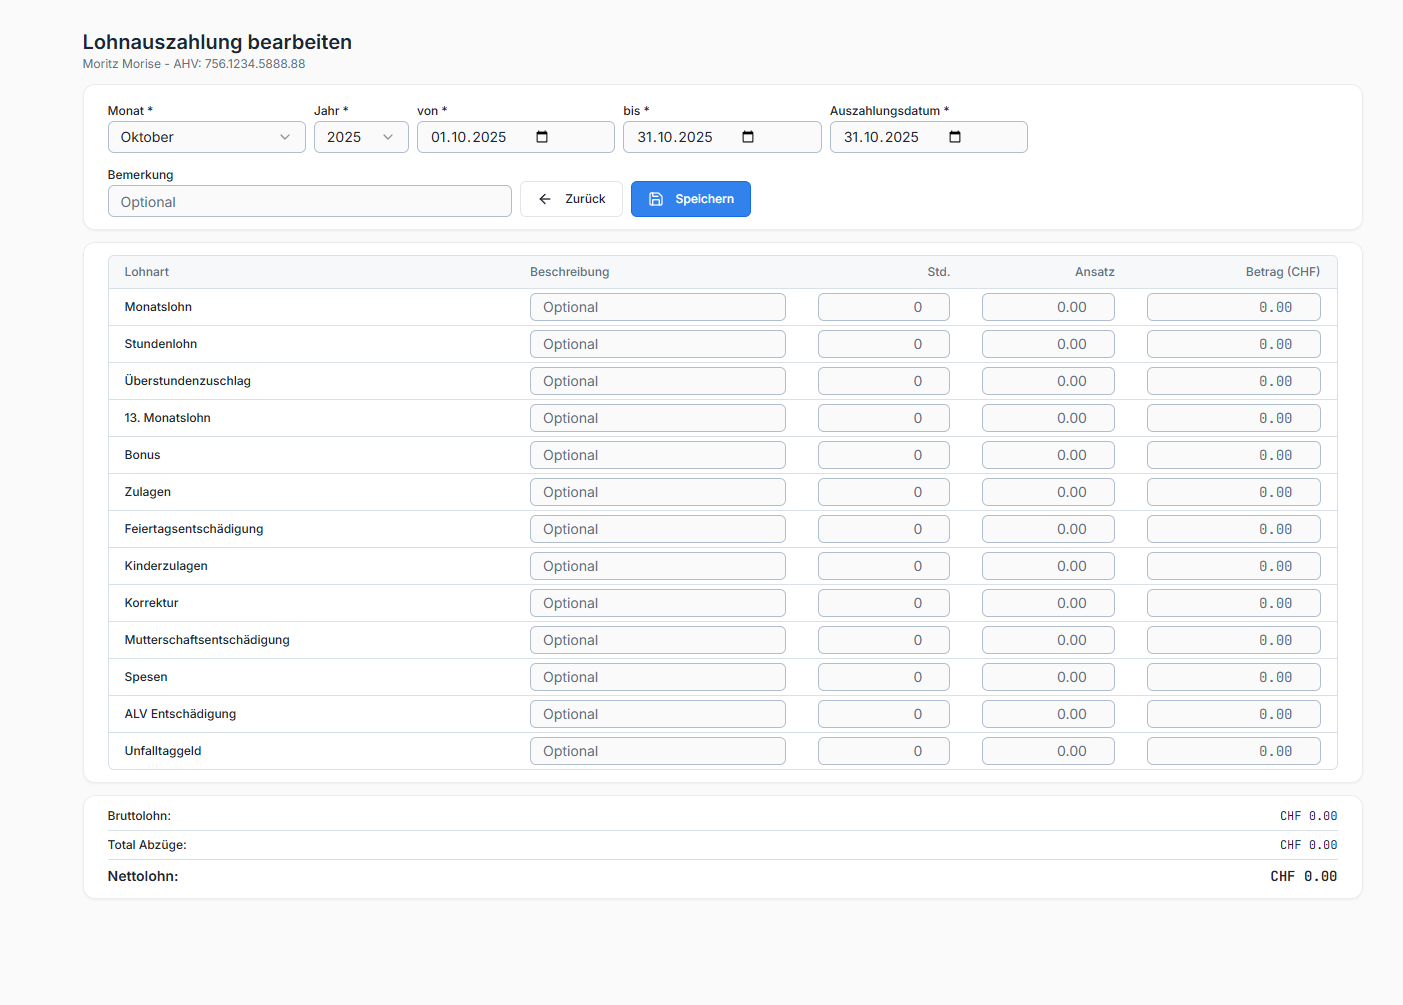 Lohnauszahlung bearbeiten
Moritz Morise - AHV: 756.1234.5888.88
Monat * Jahr * von * bis * Auszahlungsdatum *
Oktober 2025 01.10.2025 31.10.2025 31.10.2025
Bemerkung
Optional Zurück Speichern
Lohnart Beschreibung Std. Ansatz Betrag (CHF)
Monatslohn Optional 0 0.00 0.00
Stundenlohn Optional 0 0.00 0.00
Überstundenzuschlag Optional 0 0.00 0.00
13. Monatslohn Optional 0 0.00 0.00
Bonus Optional 0 0.00 0.00
Zulagen Optional 0 0.00 0.00
Feiertagsentschädigung Optional 0 0.00 0.00
Kinderzulagen Optional 0 0.00 0.00
Korrektur Optional 0 0.00 0.00
Mutterschaftsentschädigung Optional 0 0.00 0.00
Spesen Optional 0 0.00 0.00
ALV Entschädigung Optional 0 0.00 0.00
Unfalltaggeld Optional 0 0.00 0.00
Bruttolohn: CHF 0.00
Total Abzüge: CHF 0.00
Nettolohn: CHF 0.00